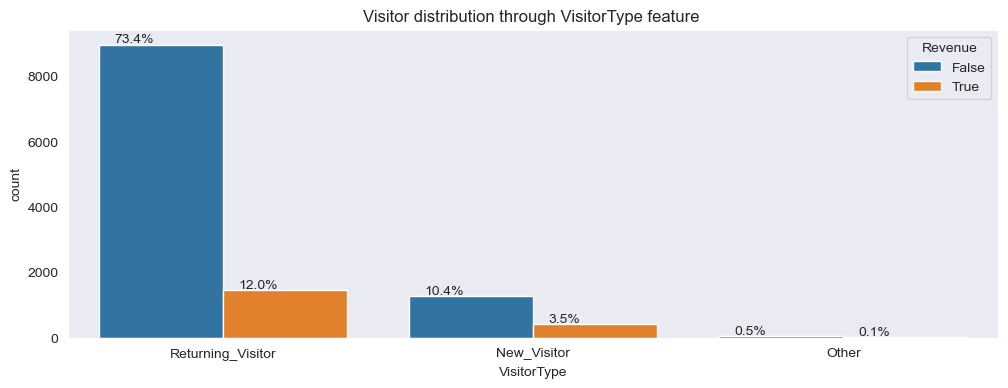 Visitor distribution through VisitorType feature
73.4%
Revenue
False
True
8000
6000
4000
2000
0
count
12.0%
10.4%
3.5%
0.5%
0.1%
Returning_Visitor
New_Visitor
Other
VisitorType